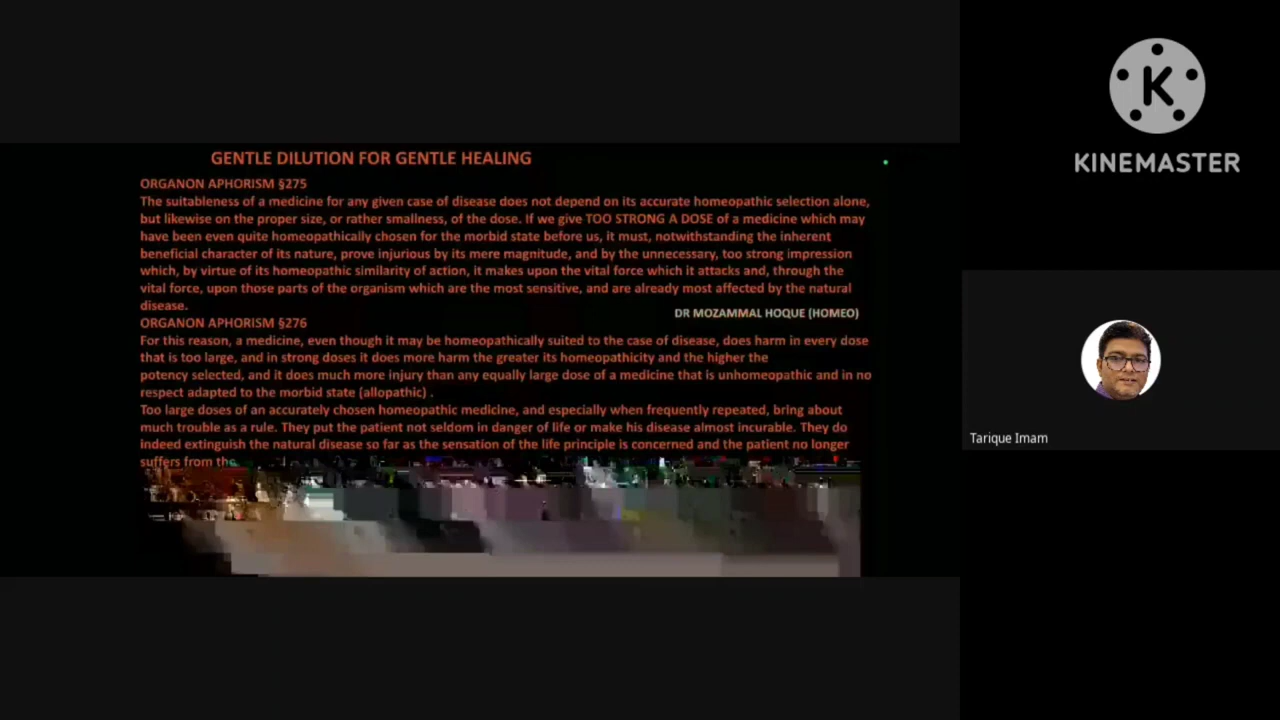 GENTLE DILUTION FOR GENTLE HEALING
ORGANON APHORISM §275
The suitableness of a medicine for any given case of disease does not depend on its accurate homeopathic selection alone,
but likewise on the proper size, or rather smallness, of the dose. If we give TOO STRONG A DOSE of a medicine which may
have been even quite homeopathically chosen for the morbid state before us, it must, notwithstanding the inherent
beneficial character of its nature, prove injurious by its mere magnitude, and by the unnecessary, too strong impression
which, by virtue of its homeopathic similarity of action, it makes upon the vital force which it attacks and, through the
vital force, upon those parts of the organism which are the most sensitive, and are already most affected by the natural
disease.
DR MOZAMMAL HOQUE (HOMEO)
ORGANON APHORISM §276
For this reason, a medicine, even though it may be homeopathically suited to the case of disease, does harm in every dose
that is too large, and in strong doses it does more harm the greater its homeopathicity and the higher the
potency selected, and it does much more injury than any equally large dose of a medicine that is unhomeopathic and in no
respect adapted to the morbid state (allopathic) .
Too large doses of an accurately chosen homeopathic medicine, and especially when frequently repeated, bring about
much trouble as a rule. They put the patient not seldom in danger of life or make his disease almost incurable. They do
indeed extinguish the natural disease so far as the sensation of the life principle is concerned and the patient no longer
suffers from the
K
KINEMASTER
Tarique Imam